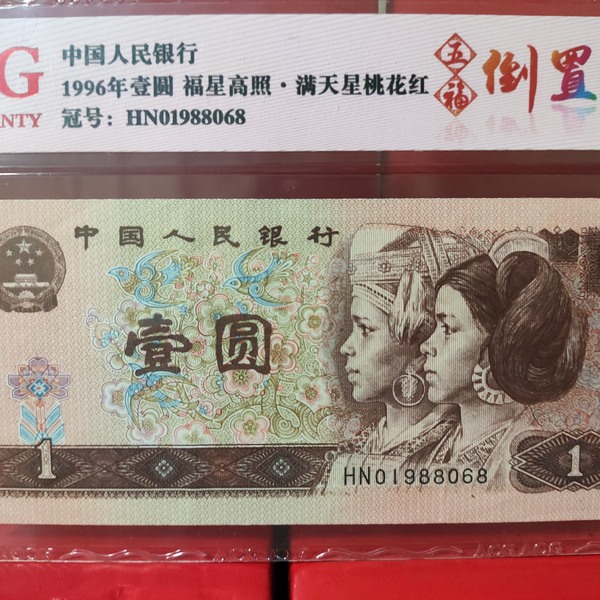 G
NTY
中国人民银行
1996年壹圆 福星高照·满天星桃花红
冠号：HN01988068
五福
倒置
中国人民银行
壹圆
1
HN01988068
1